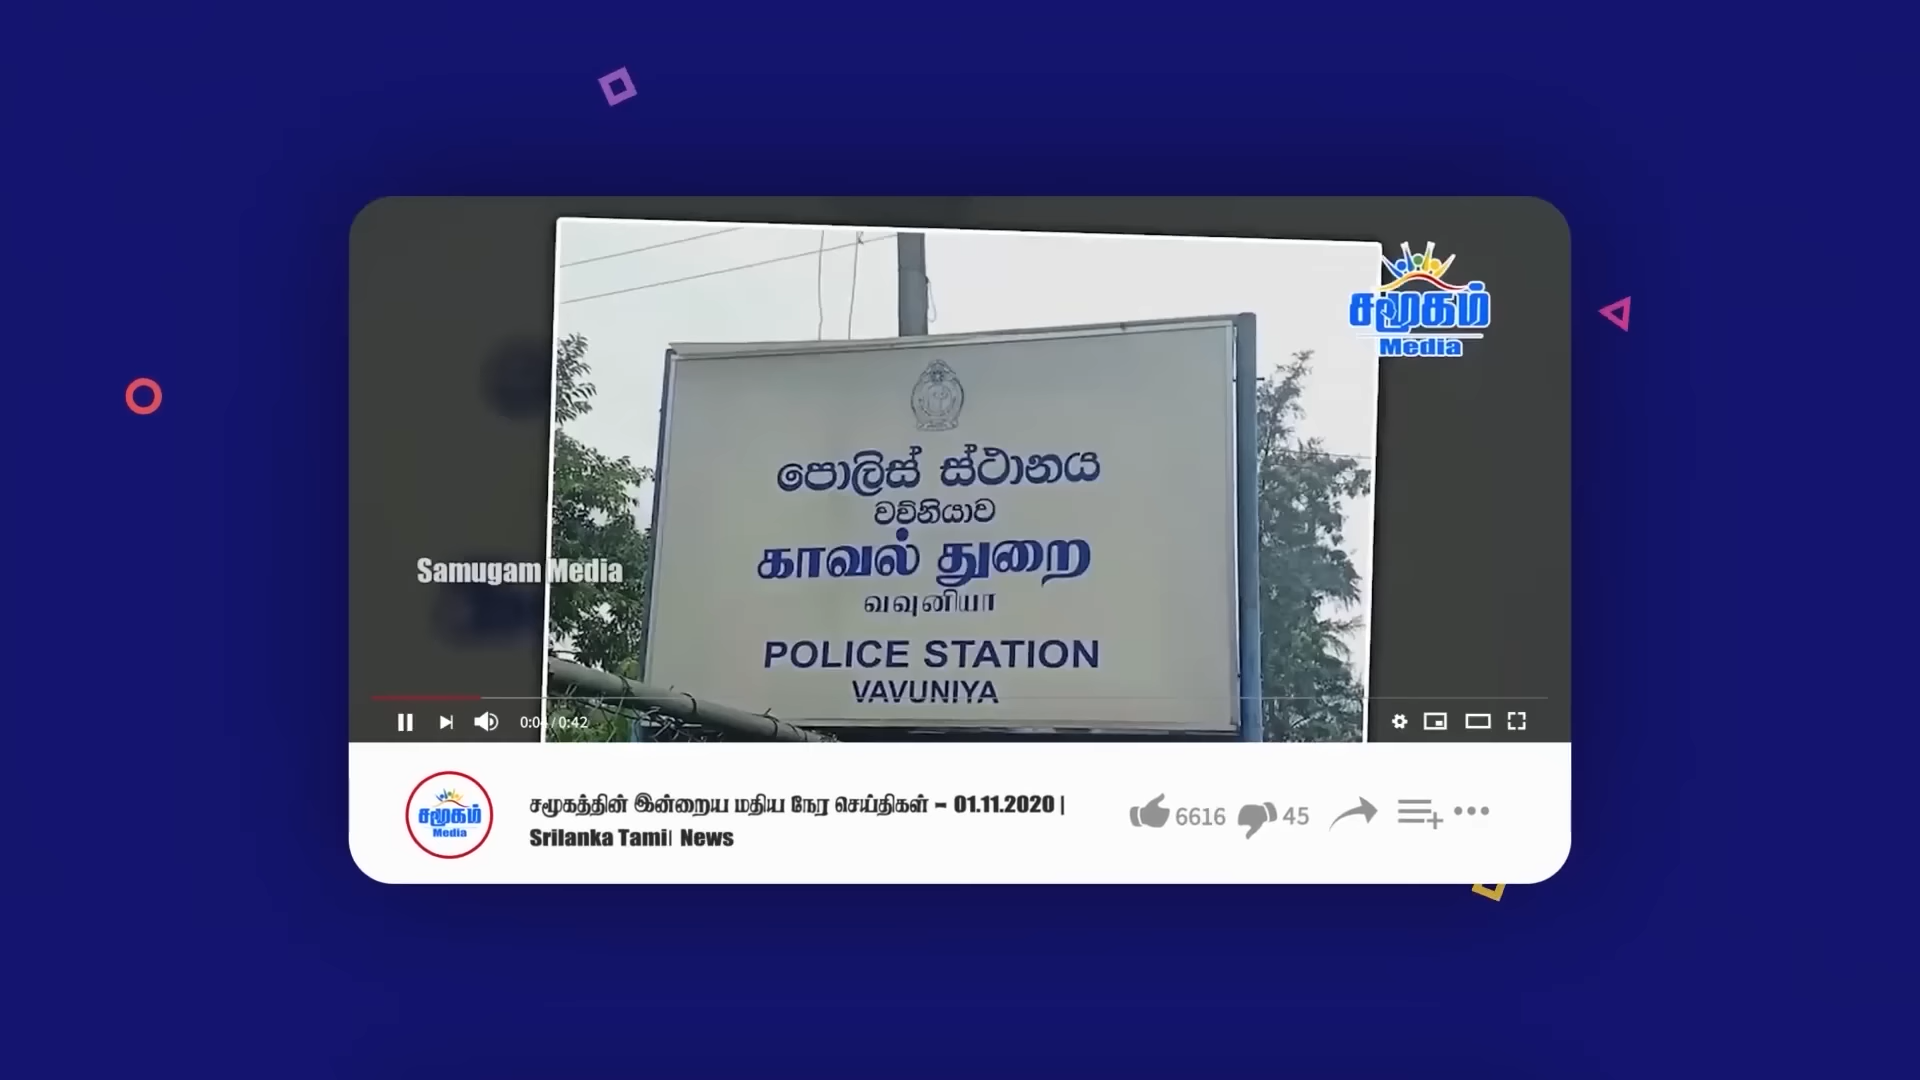 சமூகம்
Media
පොලිස් ස්ථානය
වව්නියාව
காவல் துறை
வவுனியா
POLICE STATION
VAVUNIYA
Samugam Media
0:04 / 0:42
சமூகம்
Media
சமூகத்தின் இன்றைய மதிய நேர செய்திகள் – 01.11.2020 |
Srilanka Tamil News
6616
45